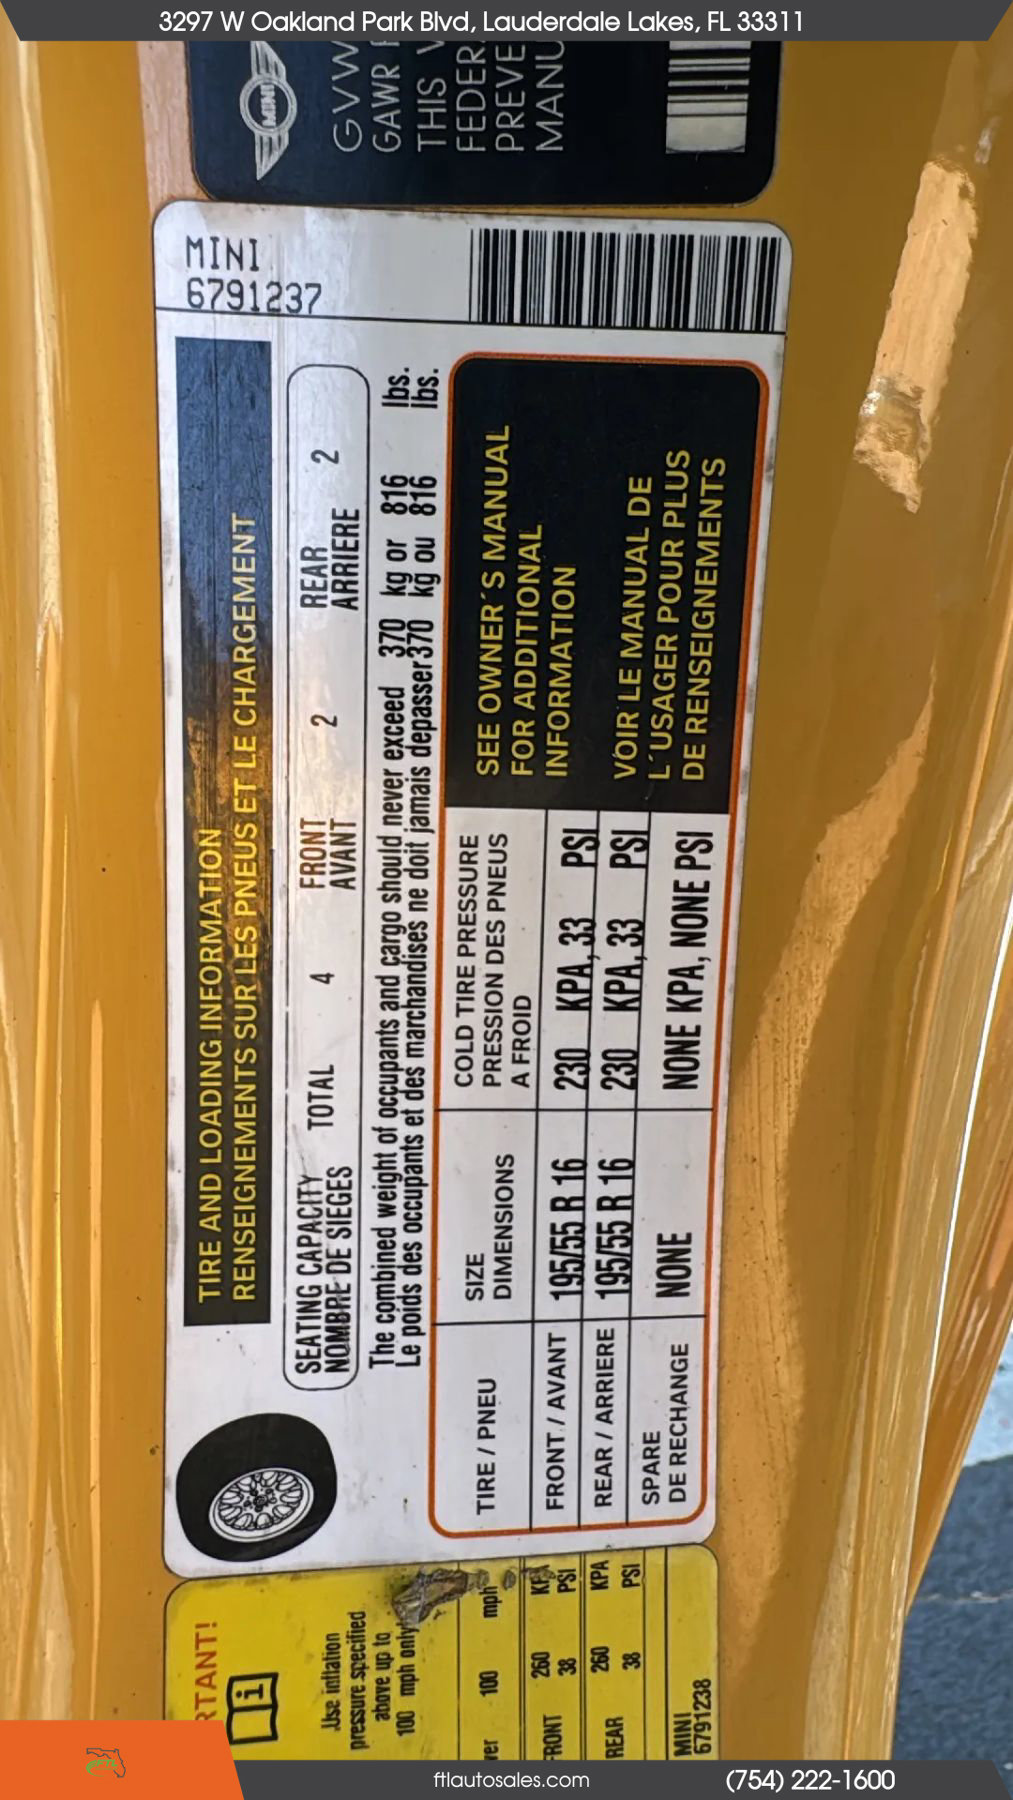 3297 W Oakland Park Blvd, Lauderdale Lakes, FL 33311
MINI
GVW
GAWR
THIS
FEDER
PREVE
MANU
MINI
6791237
TIRE AND LOADING INFORMATION
RENSEIGNEMENTS SUR LES PNEUS ET LE CHARGEMENT
SEATING CAPACITY TOTAL 4 FRONT 2 REAR 2
NOMBRE DE SIEGES AVANT ARRIERE
The combined weight of occupants and cargo should never exceed 370 kg or 816 lbs.
Le poids des occupants et des marchandises ne doit jamais depasser 370 kg ou 816 lbs.
TIRE / PNEU
SIZE
DIMENSIONS
COLD TIRE PRESSURE
PRESSION DES PNEUS
A FROID
FRONT / AVANT 195/55 R 16 230 KPA, 33 PSI
REAR / ARRIERE 195/55 R 16 230 KPA, 33 PSI
SPARE
DE RECHANGE NONE NONE KPA, NONE PSI
SEE OWNER´S MANUAL
FOR ADDITIONAL
INFORMATION
VOIR LE MANUAL DE
L´USAGER POUR PLUS
DE RENSEIGNEMENTS
RTANT!
Use inflation
pressure specified
above up to
100 mph only
ver 100 mph
FRONT 260 KPA
38 PSI
REAR 260 KPA
38 PSI
MINI
6791238
ftlautosales.com
(754) 222-1600